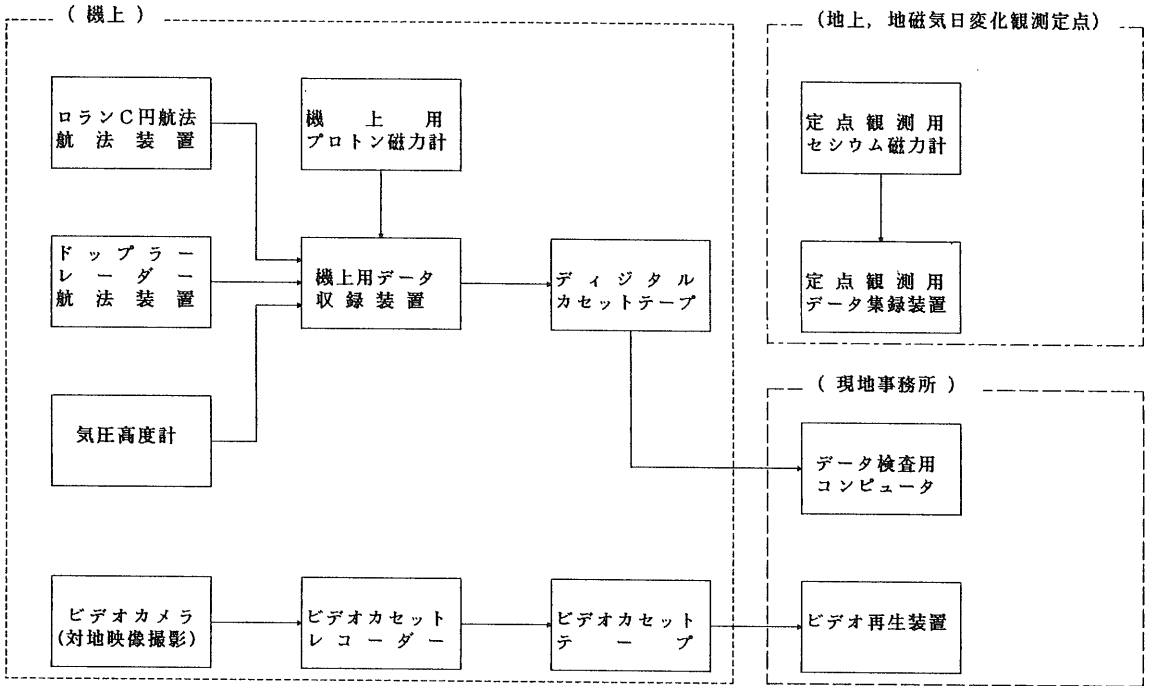 (機上)
ロランC円航法
航法装置
機上用
プロトン磁力計
ドップラー
レーダー
航法装置
機上用データ
収録装置
ディジタル
カセットテープ
気圧高度計
ビデオカメラ
(対地映像撮影)
ビデオカセット
レコーダー
ビデオカセット
テープ
(地上,地磁気日変化観測定点)
定点観測用
セシウム磁力計
定点観測用
データ集録装置
(現地事務所)
データ検査用
コンピュータ
ビデオ再生装置